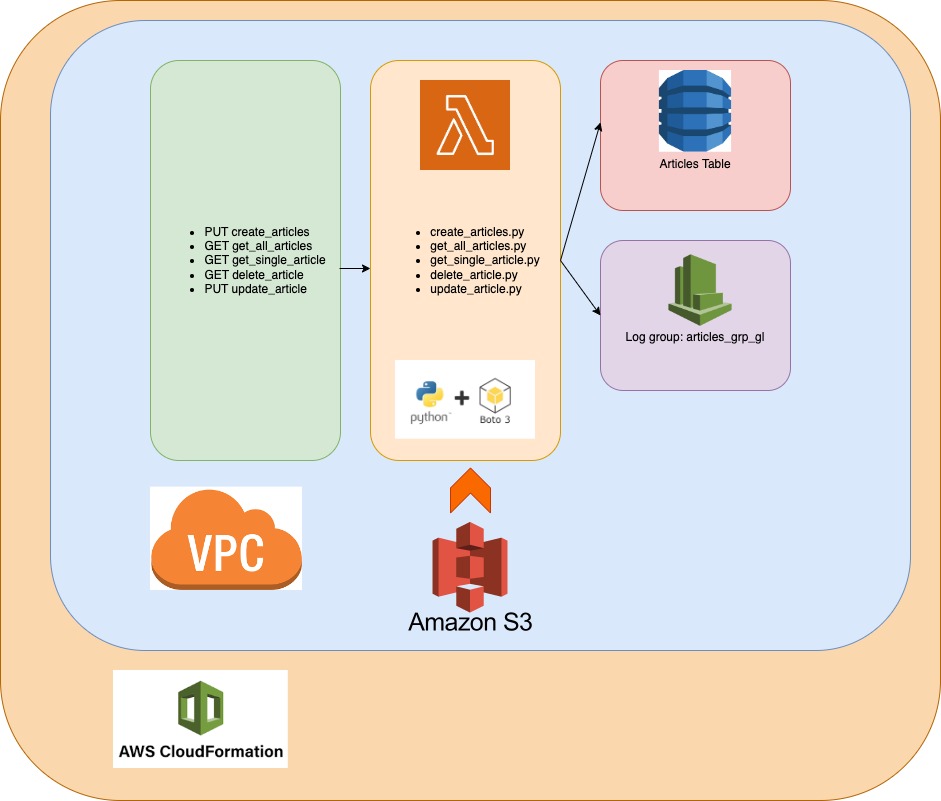 PUT create_articles
GET get_all_articles
GET get_single_article
GET delete_article
PUT update_article
create_articles.py
get_all_articles.py
get_single_article.py
delete_article.py
update_article.py
python
+
Boto 3
Articles Table
Log group: articles_grp_gl
VPC
Amazon S3
AWS CloudFormation